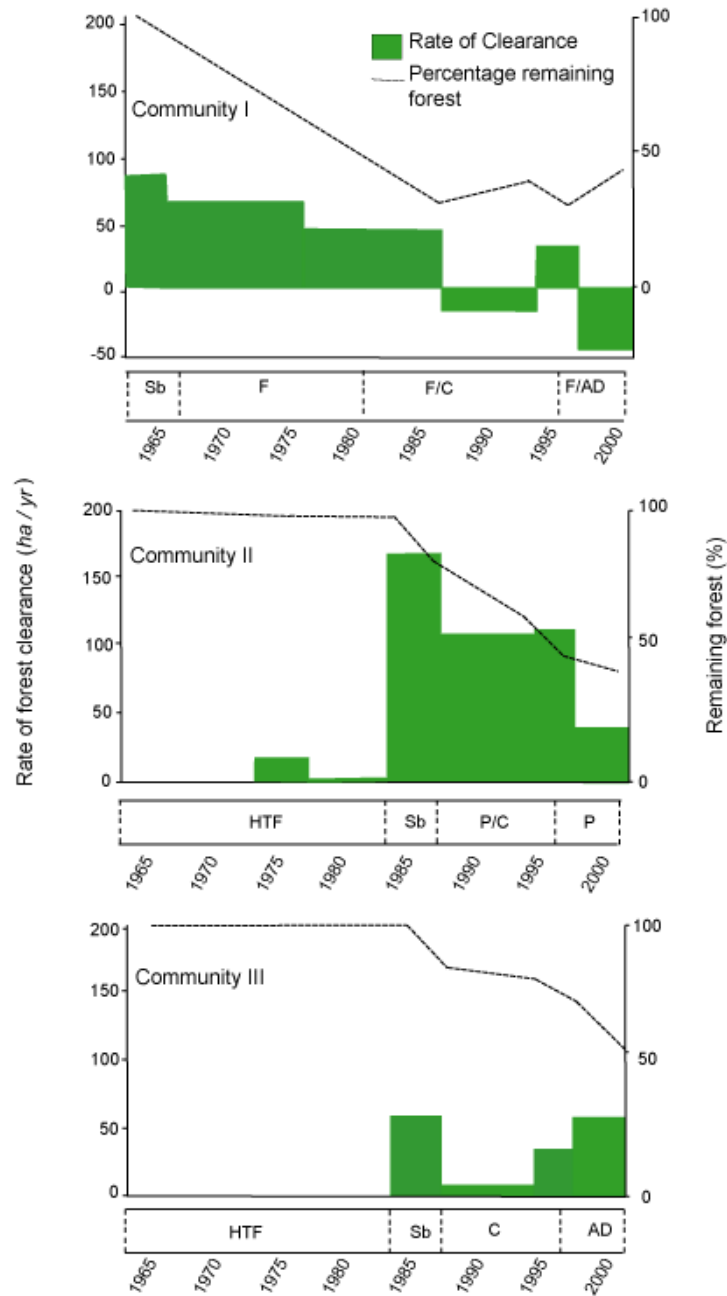 200
150
100
50
0
-50
100
50
0
Rate of Clearance
Percentage remaining
forest
Community I
Sb F F/C F/AD
1965 1970 1975 1980 1985 1990 1995 2000
Rate of forest clearance (ha / yr)
Remaining forest (%)
200
150
100
50
0
100
50
0
Community II
HTF Sb P/C P
1965 1970 1975 1980 1985 1990 1995 2000
200
150
100
50
0
100
50
0
Community III
HTF Sb C AD
1965 1970 1975 1980 1985 1990 1995 2000